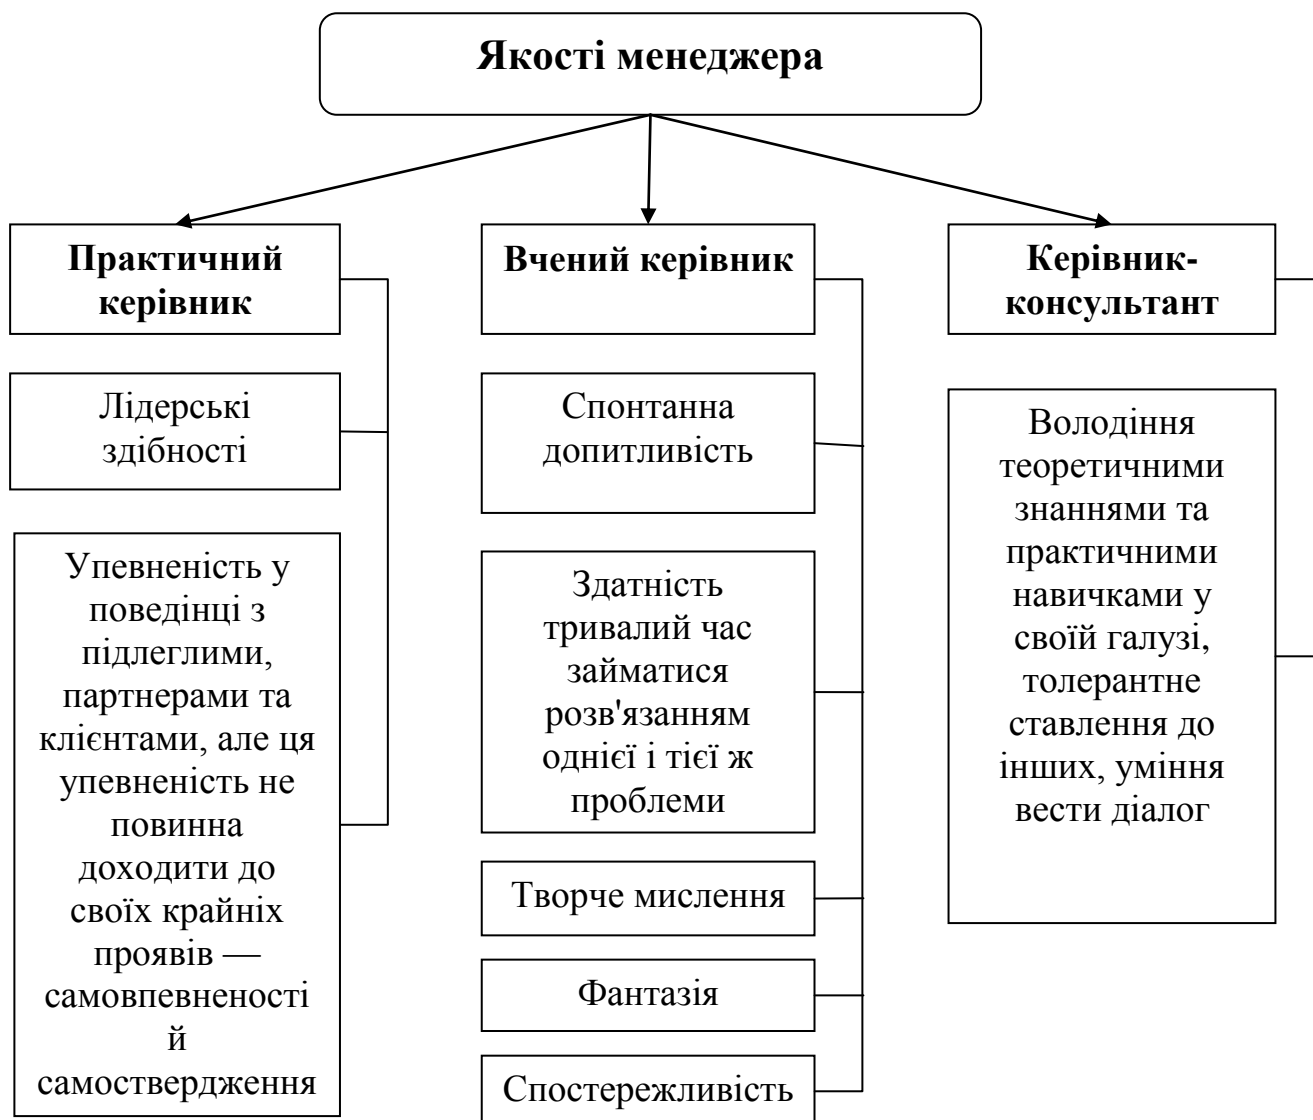 Якості менеджера
Практичний
керівник
Лідерські
здібності
Упевненість у
поведінці з
підлеглими,
партнерами та
клієнтами, але ця
упевненість не
повинна
доходити до
своїх крайніх
проявів —
самовпевненості
й
самоствердження
Вчений керівник
Спонтанна
допитливість
Здатність
тривалий час
займатися
розв'язанням
однієї і тієї ж
проблеми
Творче мислення
Фантазія
Спостережливість
Керівник-
консультант
Володіння
теоретичними
знаннями та
практичними
навичками у
своїй галузі,
толерантне
ставлення до
інших, уміння
вести діалог